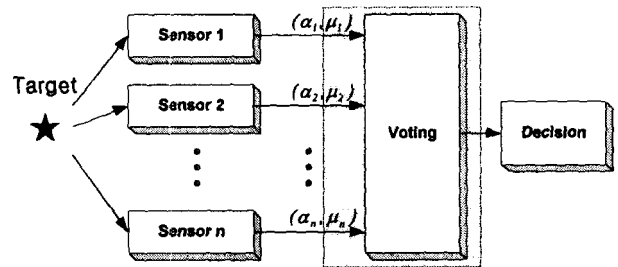 Sensor 1
(α₁, μ₁)
Target
Sensor 2
(α₂, μ₂)
Voting
Decision
Sensor n
(αₙ, μₙ)